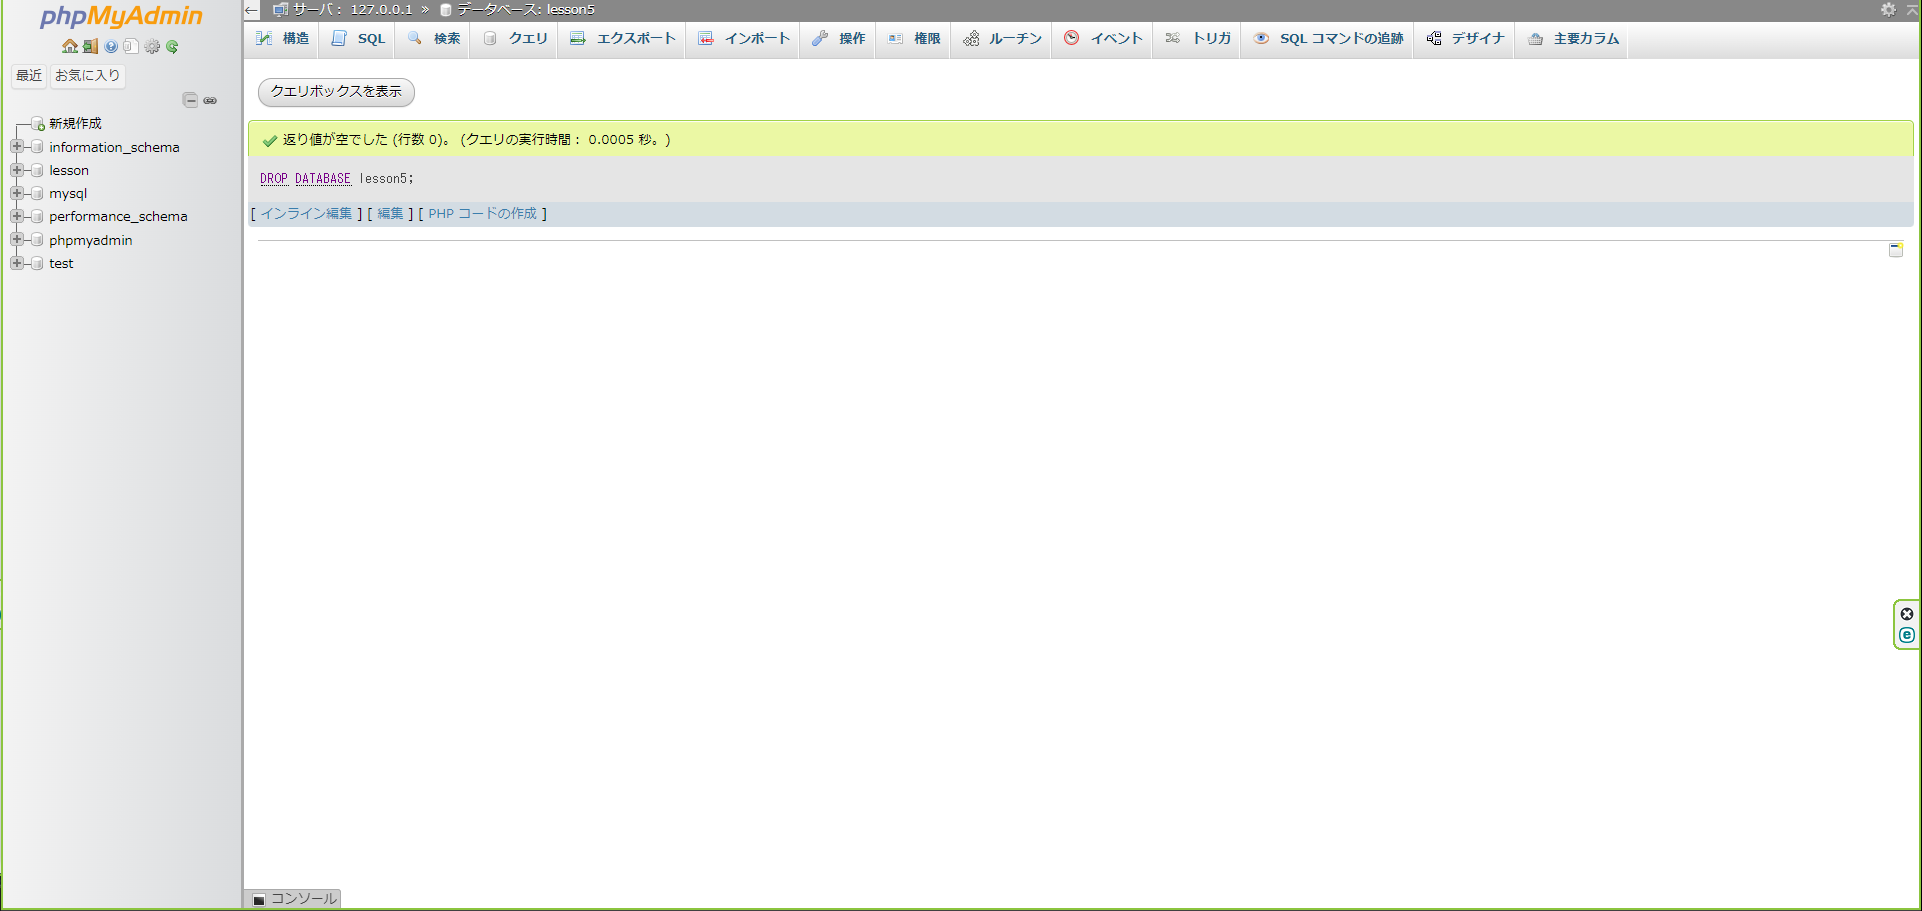 phpMyAdmin
最近 お気に入り
新規作成
information_schema
lesson
mysql
performance_schema
phpmyadmin
test
サーバ: 127.0.0.1 » データベース: lesson5
構造 SQL 検索 クエリ エクスポート インポート 操作 権限 ルーチン イベント トリガ SQL コマンドの追跡 デザイナ 主要カラム
クエリボックスを表示
返り値が空でした (行数 0)。 (クエリの実行時間: 0.0005 秒。)
DROP DATABASE lesson5;
[ インライン編集 ] [ 編集 ] [ PHP コードの作成 ]
コンソール